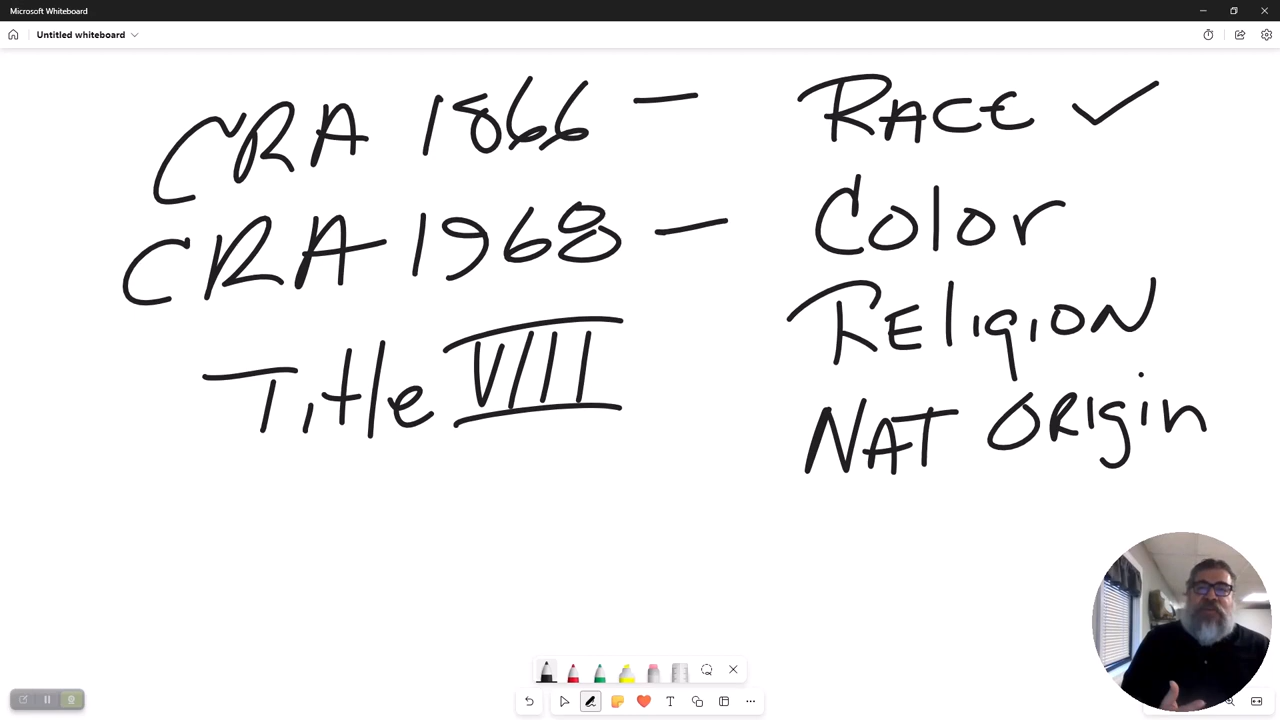 Microsoft Whiteboard
Untitled whiteboard
CRA 1866 — RACE ✓
CRA 1968 — Color
Title VIII RElIgION
NAT ORIgin
T